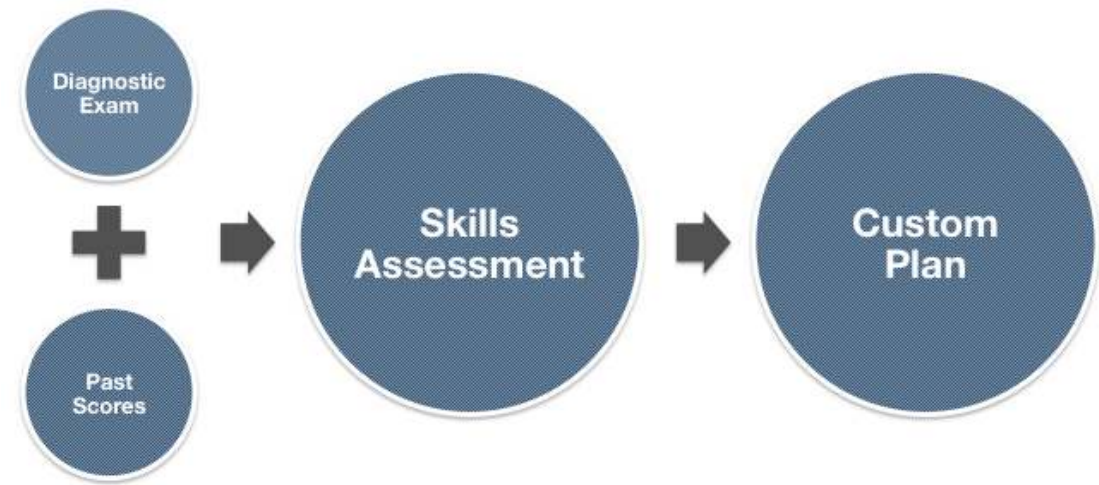 Diagnostic
Exam
Past
Scores
Skills
Assessment
Custom
Plan